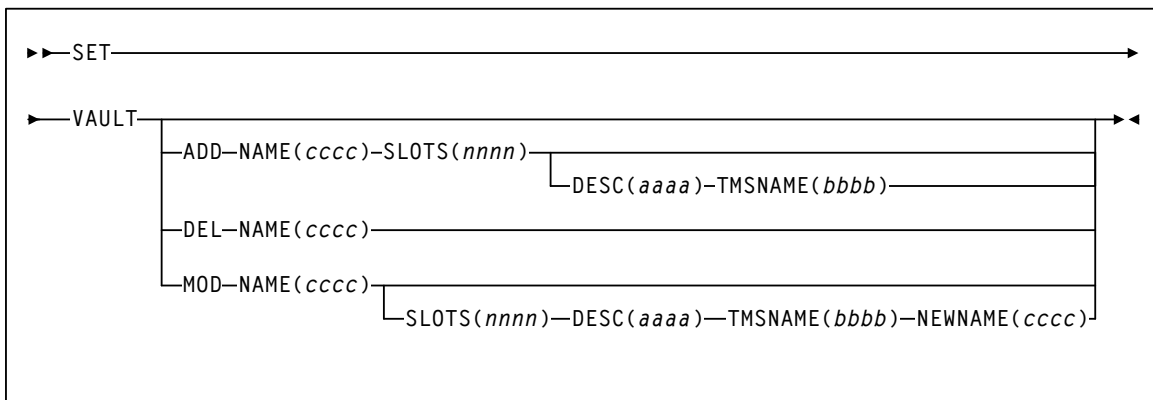 SET
VAULT
ADD NAME(cccc) SLOTS(nnnn)
DESC(aaaa) TMSNAME(bbbb)
DEL NAME(cccc)
MOD NAME(cccc)
SLOTS(nnnn) DESC(aaaa) TMSNAME(bbbb) NEWNAME(cccc)